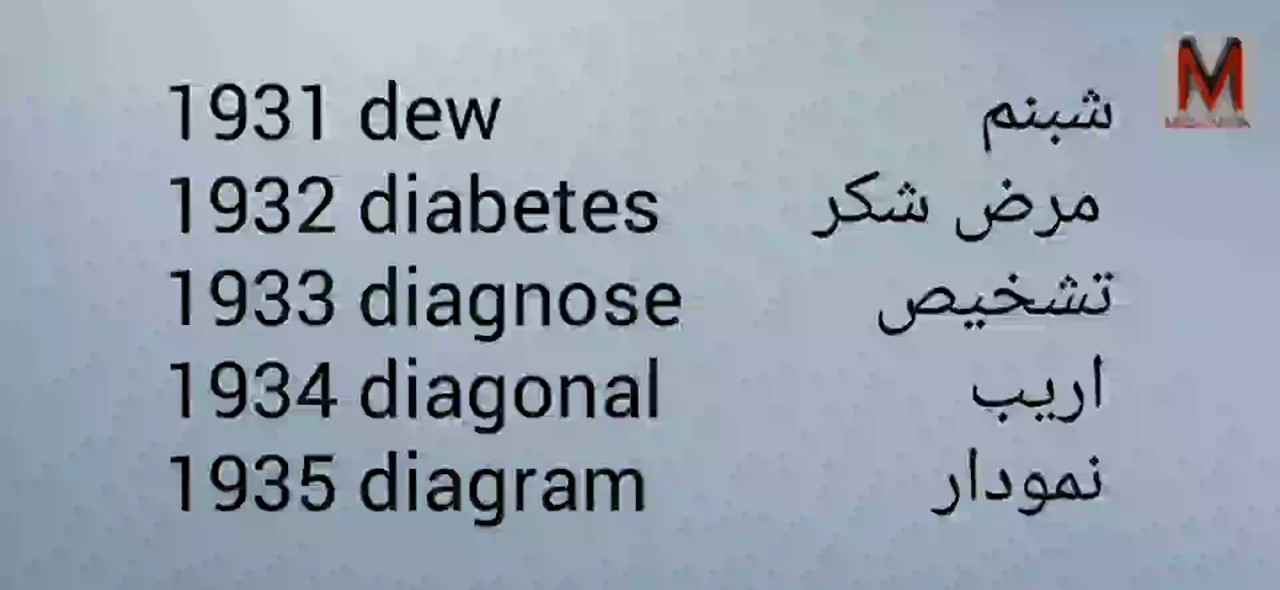 1931 dew شبنم
1932 diabetes مرض شکر
1933 diagnose تشخیص
1934 diagonal اریب
1935 diagram نمودار
M